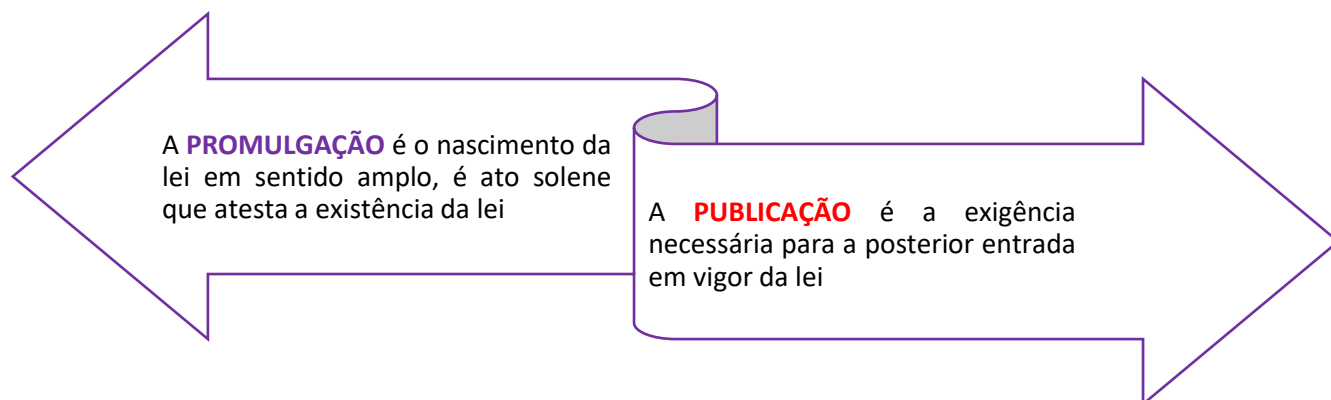 A PROMULGAÇÃO é o nascimento da
lei em sentido amplo, é ato solene
que atesta a existência da lei
A PUBLICAÇÃO é a exigência
necessária para a posterior entrada
em vigor da lei